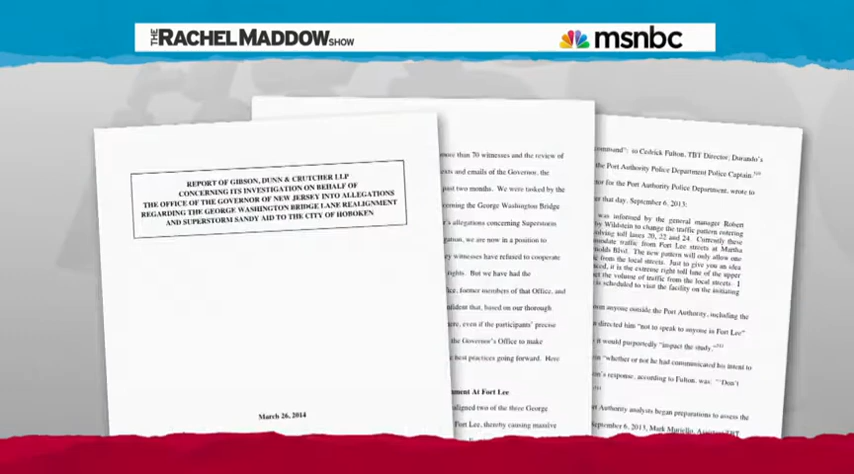 THE RACHEL MADDOW SHOW
msnbc
REPORT OF GIBSON, DUNN & CRUTCHER LLP
CONCERNING ITS INVESTIGATION ON BEHALF OF
THE OFFICE OF THE GOVERNOR OF NEW JERSEY INTO ALLEGATIONS
REGARDING THE GEORGE WASHINGTON BRIDGE LANE REALIGNMENT
AND SUPERSTORM SANDY AID TO THE CITY OF HOBOKEN
March 26, 2014
more than 70 witnesses and the review of
texts and emails of the Governor, the
past two months. We were tasked by the
cerning the George Washington Bridge
's allegations concerning Superstorm
gation, we are now in a position to
ry witnesses have refused to cooperate
rights. But we have had the
ice, former members of that Office, and
nfident that, based on our thorough
here, even if the participants' precise
the Governor's Office to make
best practices going forward. Here
nment At Fort Lee
aligned two of the three George
Fort Lee, thereby causing massive
command": to Cedrick Fulton, TBT Director; Durando's
the Port Authority Police Department Police Captain.
tor for the Port Authority Police Department, wrote to
er that day, September 6, 2013:
was informed by the general manager Robert
by Wildstein to change the traffic pattern entering
olving toll lanes 20, 22 and 24. Currently these
modate traffic from Fort Lee streets at Martha
nolds Blvd. The new pattern will only allow one
c from the local streets. Just to give you an idea
ced, it is the extreme right toll lane of the upper
ct the volume of traffic from the local streets. I
is scheduled to visit the facility on the initiating
om anyone outside the Port Authority, including the
directed him "not to speak to anyone in Fort Lee"
it would purportedly "impact the study."
"whether or not he had communicated his intent to
n's response, according to Fulton, was: "'Don't
rt Authority analysts began preparations to assess the
September 6, 2013, Mark Muriello, Assistant TBT